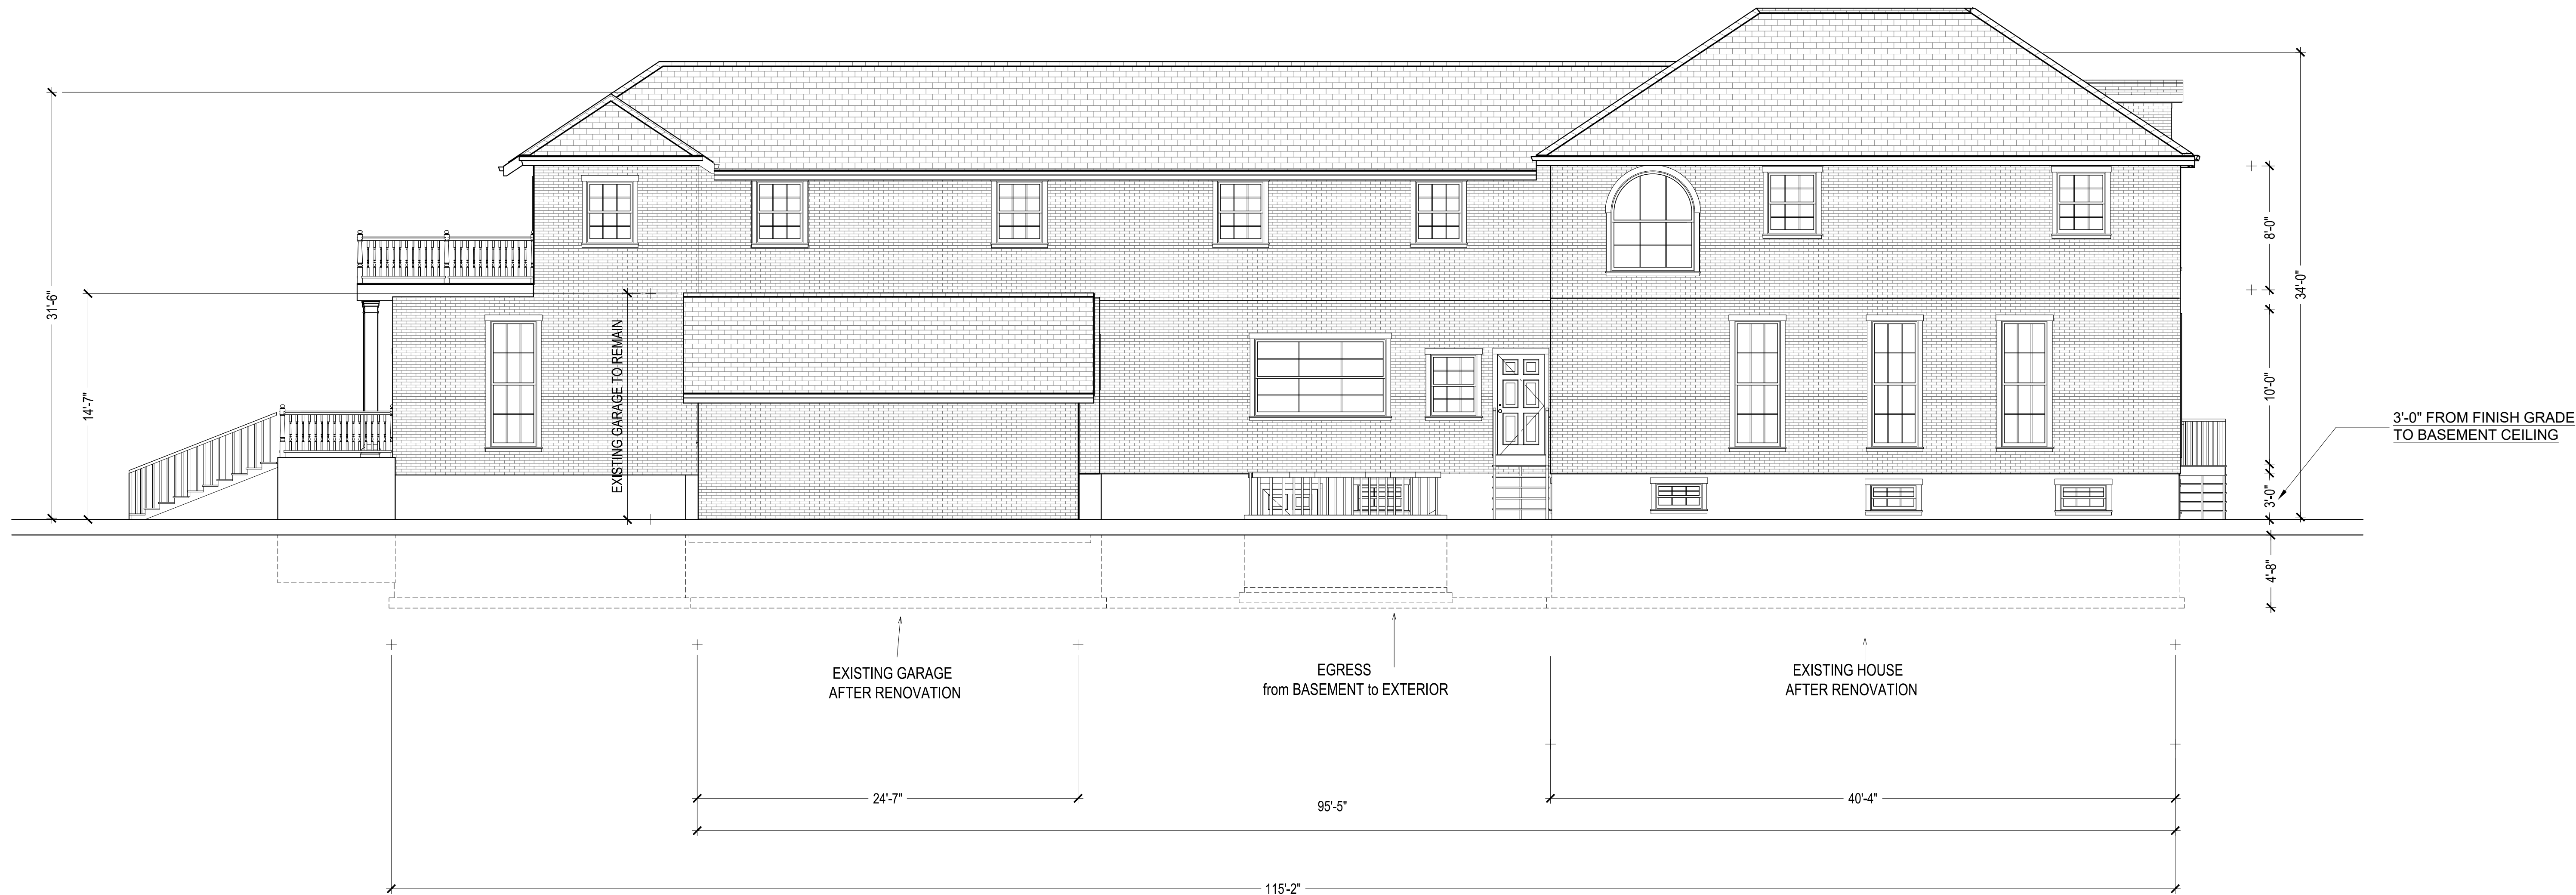 31'-6"
14'-7"
EXISTING GARAGE TO REMAIN
8'-0"
34'-0"
10'-0"
3'-0" FROM FINISH GRADE
TO BASEMENT CEILING
3'-0"
4'-8"
EXISTING GARAGE
AFTER RENOVATION
EGRESS
from BASEMENT to EXTERIOR
EXISTING HOUSE
AFTER RENOVATION
24'-7"
95'-5"
40'-4"
115'-2"